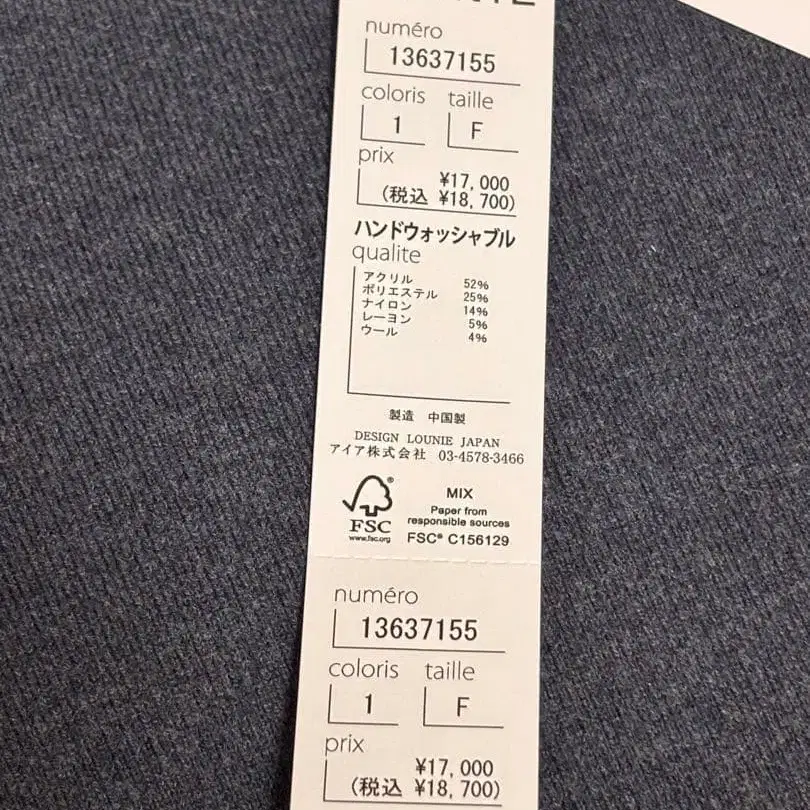 numéro
13637155
coloris taille
1 F
prix
¥17,000
(税込 ¥18,700)
ハンドウォッシャブル
qualite
アクリル 52%
ポリエステル 25%
ナイロン 14%
レーヨン 5%
ウール 4%
製造 中国製
DESIGN LOUNIE JAPAN
アイア株式会社 03-4578-3466
MIX
Paper from
responsible sources
FSC® C156129
®
FSC
www.fsc.org
numéro
13637155
coloris taille
1 F
prix
¥17,000
(税込 ¥18,700)